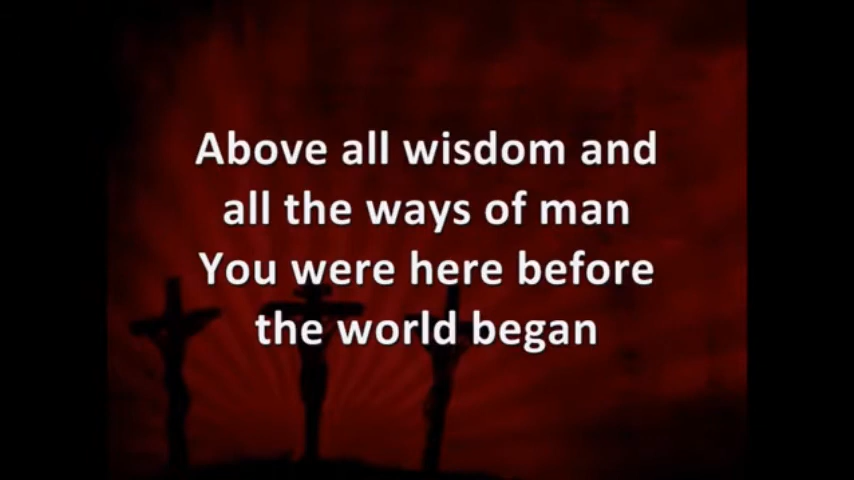 Above all wisdom and
all the ways of man
You were here before
the world began